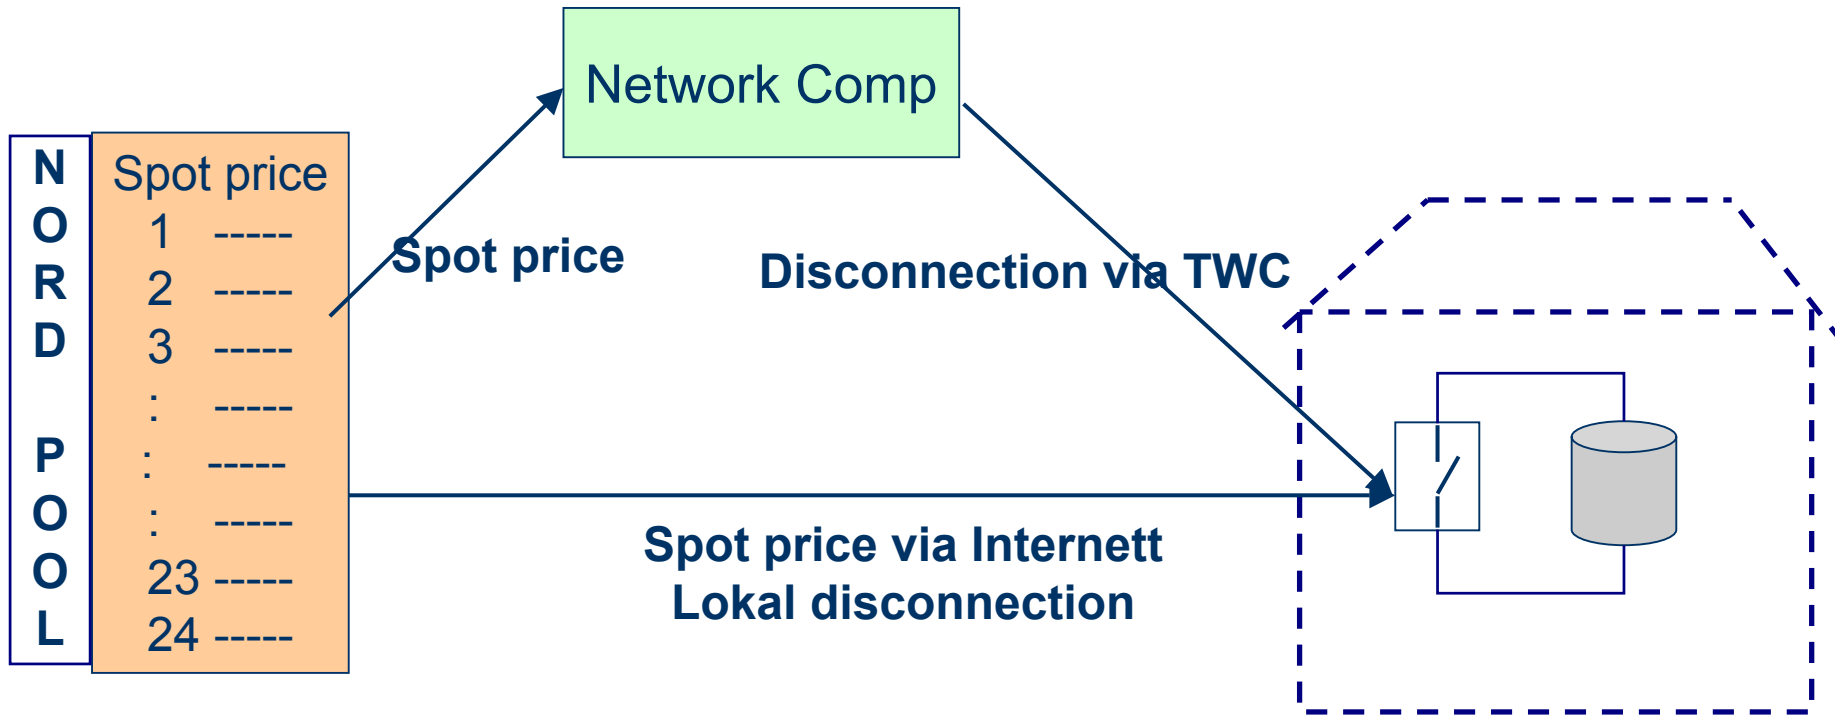 Network Comp
N
O
R
D
P
O
O
L
Spot price
1 -----
2 -----
3 -----
: -----
: -----
: -----
23 -----
24 -----
Spot price
Disconnection via TWC
Spot price via Internett
Lokal disconnection